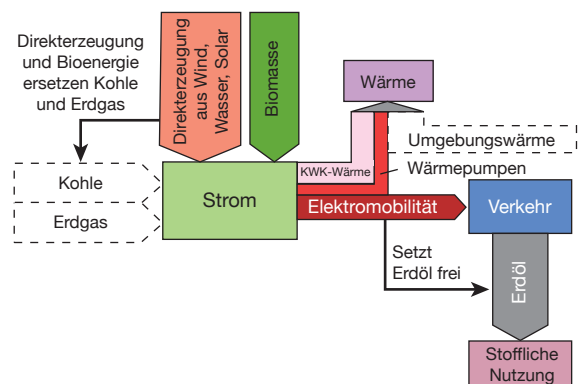 Direkterzeugung
und Bioenergie
ersetzen Kohle
und Erdgas
Direkterzeugung
aus Wind,
Wasser, Solar
Biomasse
Wärme
Umgebungswärme
KWK-Wärme
Wärmepumpen
Kohle
Erdgas
Strom
Elektromobilität
Verkehr
Setzt
Erdöl frei
Erdöl
Stoffliche
Nutzung